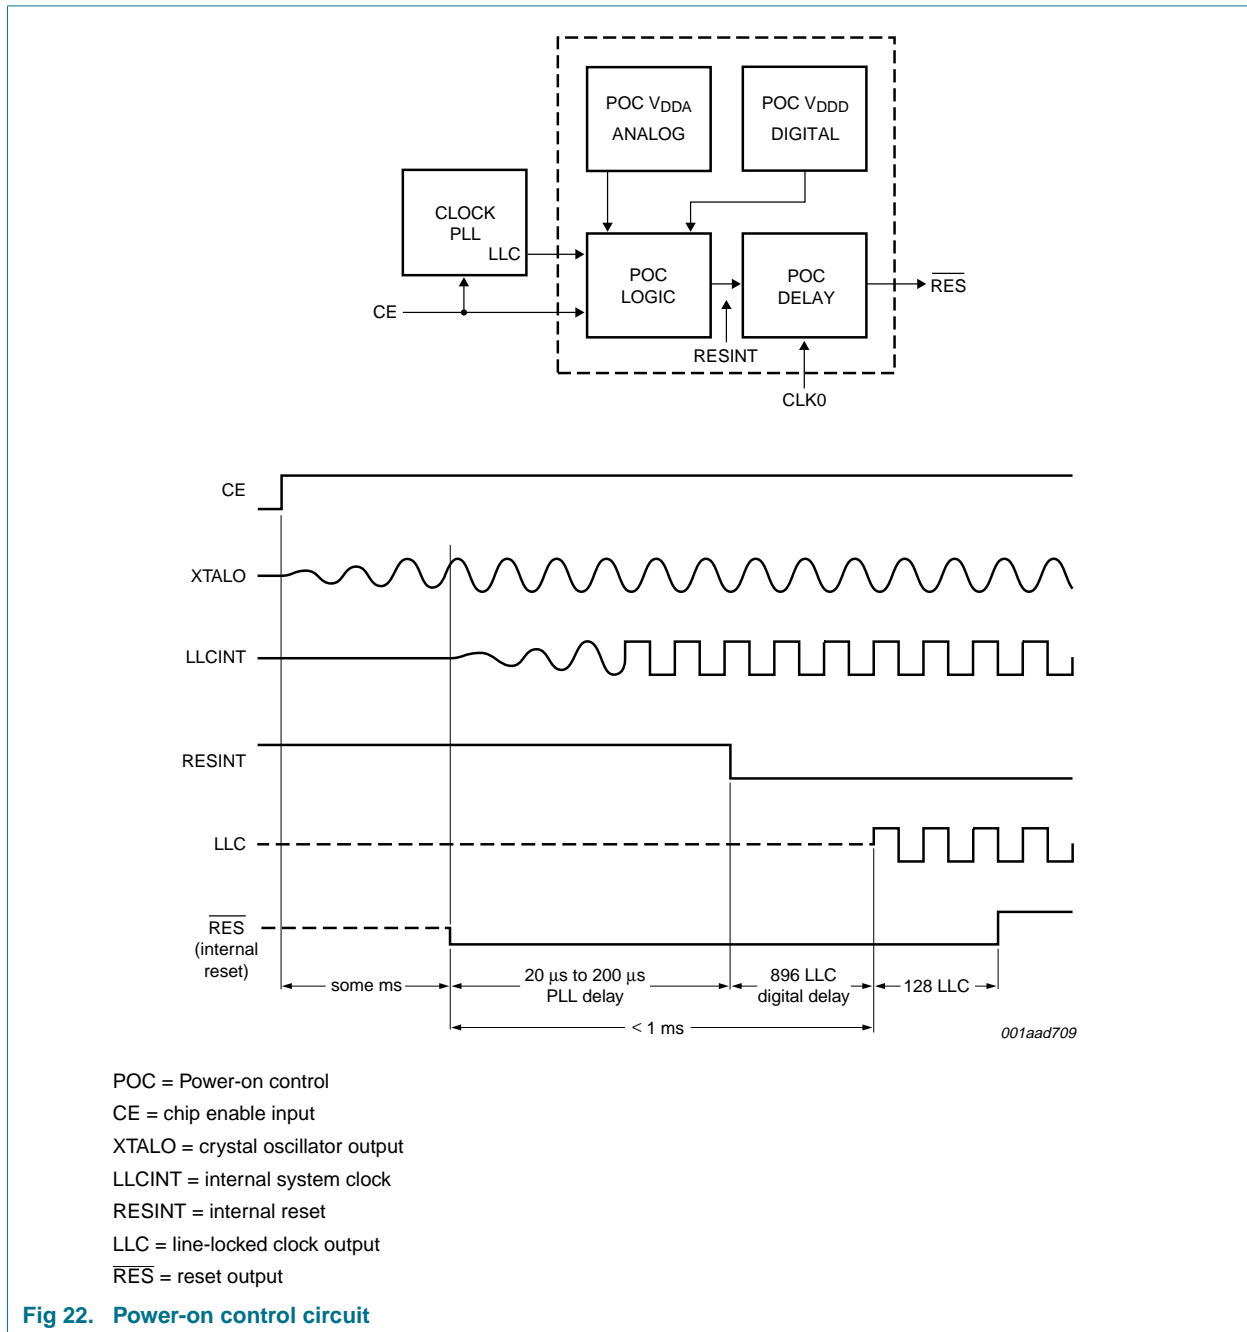 POC VDDA
ANALOG
POC VDDD
DIGITAL
CLOCK
PLL
LLC
POC
LOGIC
POC
DELAY
R̅E̅S̅
CE
RESINT
CLK0
CE
XTALO
LLCINT
RESINT
LLC
R̅E̅S̅
(internal
reset)
some ms
20 μs to 200 μs
PLL delay
896 LLC
digital delay
128 LLC
< 1 ms
001aad709
POC = Power-on control
CE = chip enable input
XTALO = crystal oscillator output
LLCINT = internal system clock
RESINT = internal reset
LLC = line-locked clock output
R̅E̅S̅ = reset output
Fig 22. Power-on control circuit